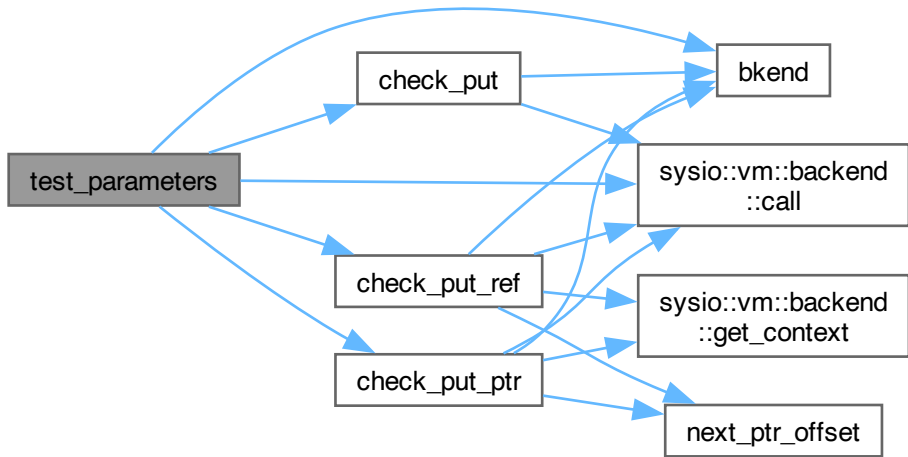 test_parameters
check_put
check_put_ref
check_put_ptr
bkend
sysio::vm::backend
::call
sysio::vm::backend
::get_context
next_ptr_offset